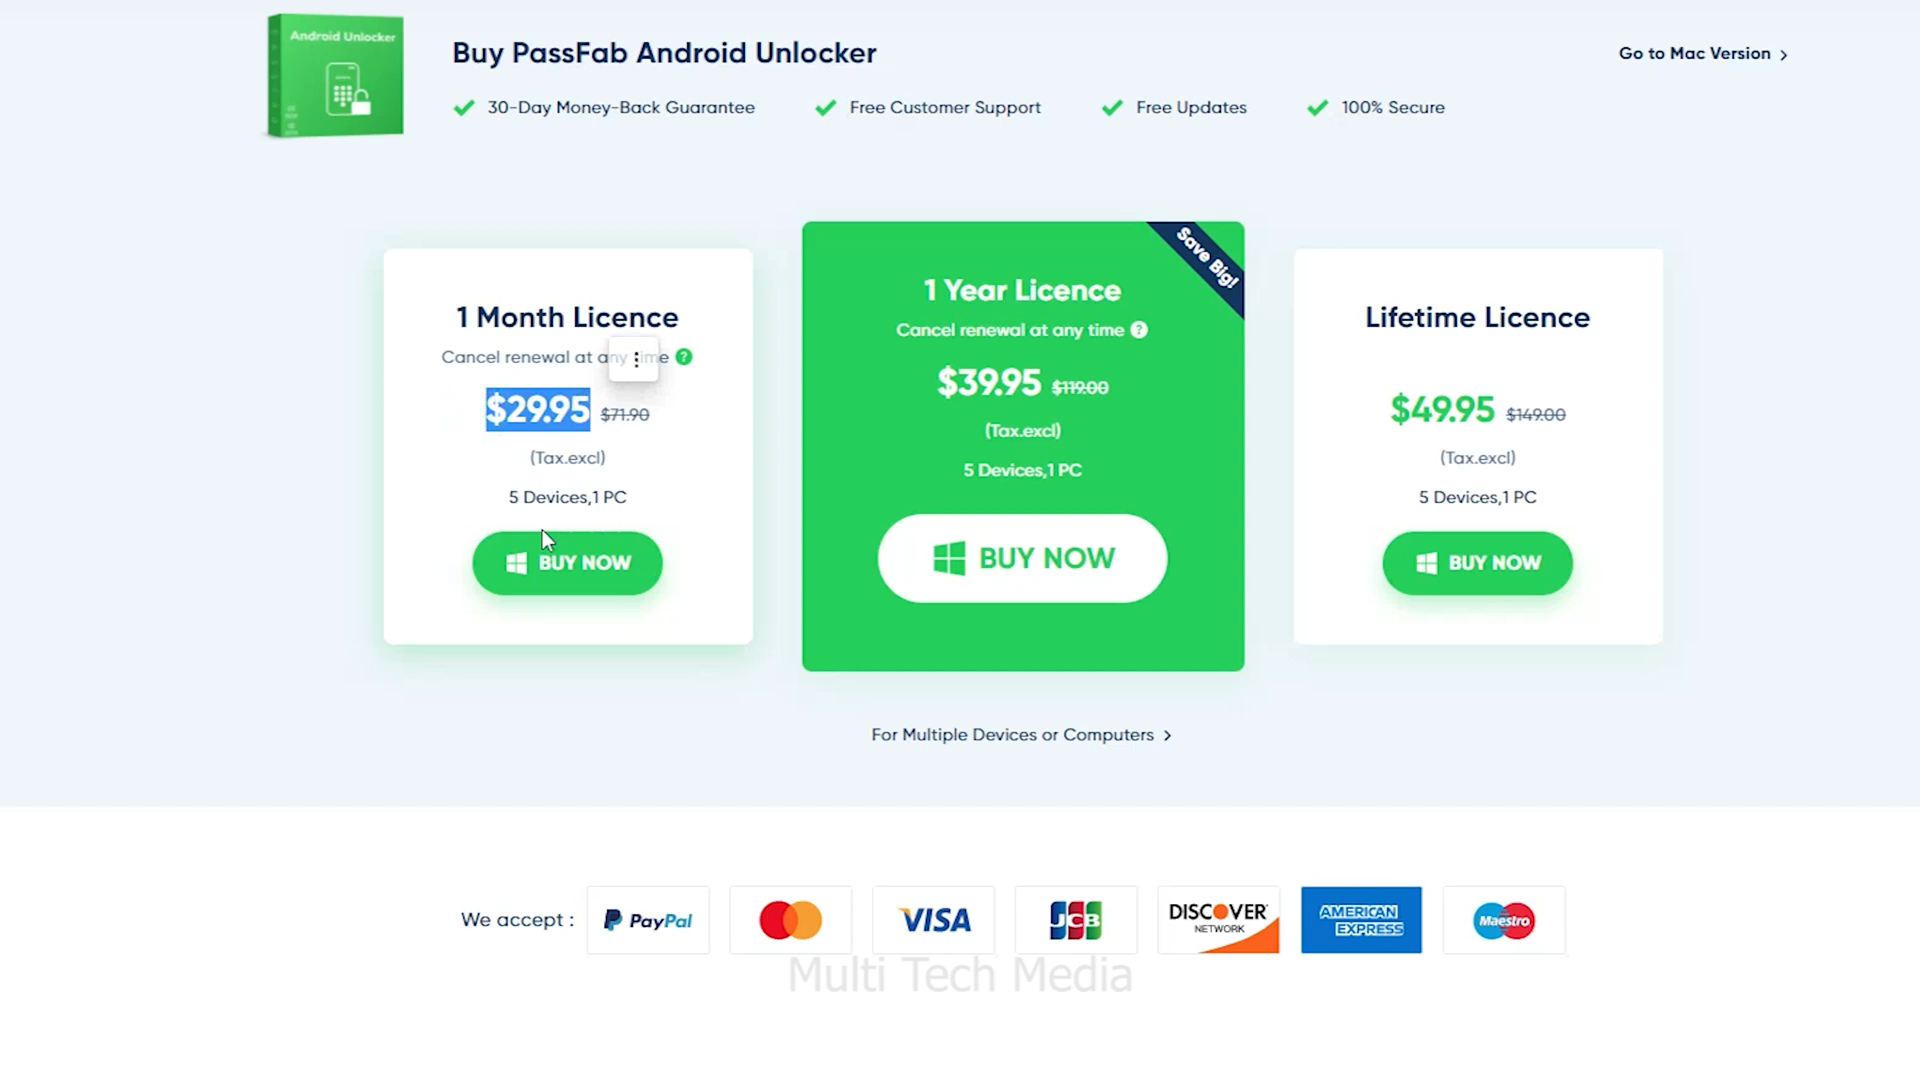 Android Unlocker
Buy PassFab Android Unlocker
Go to Mac Version >
30-Day Money-Back Guarantee
Free Customer Support
Free Updates
100% Secure
1 Month Licence
Cancel renewal at any time ?
$29.95 $71.90
(Tax.excl)
5 Devices,1 PC
BUY NOW
Save Big!
1 Year Licence
Cancel renewal at any time ?
$39.95 $119.00
(Tax.excl)
5 Devices,1 PC
BUY NOW
Lifetime Licence
$49.95 $149.00
(Tax.excl)
5 Devices,1 PC
BUY NOW
For Multiple Devices or Computers >
We accept :
PayPal
VISA
JCB
DISCOVER
NETWORK
AMERICAN
EXPRESS
Maestro
Multi Tech Media